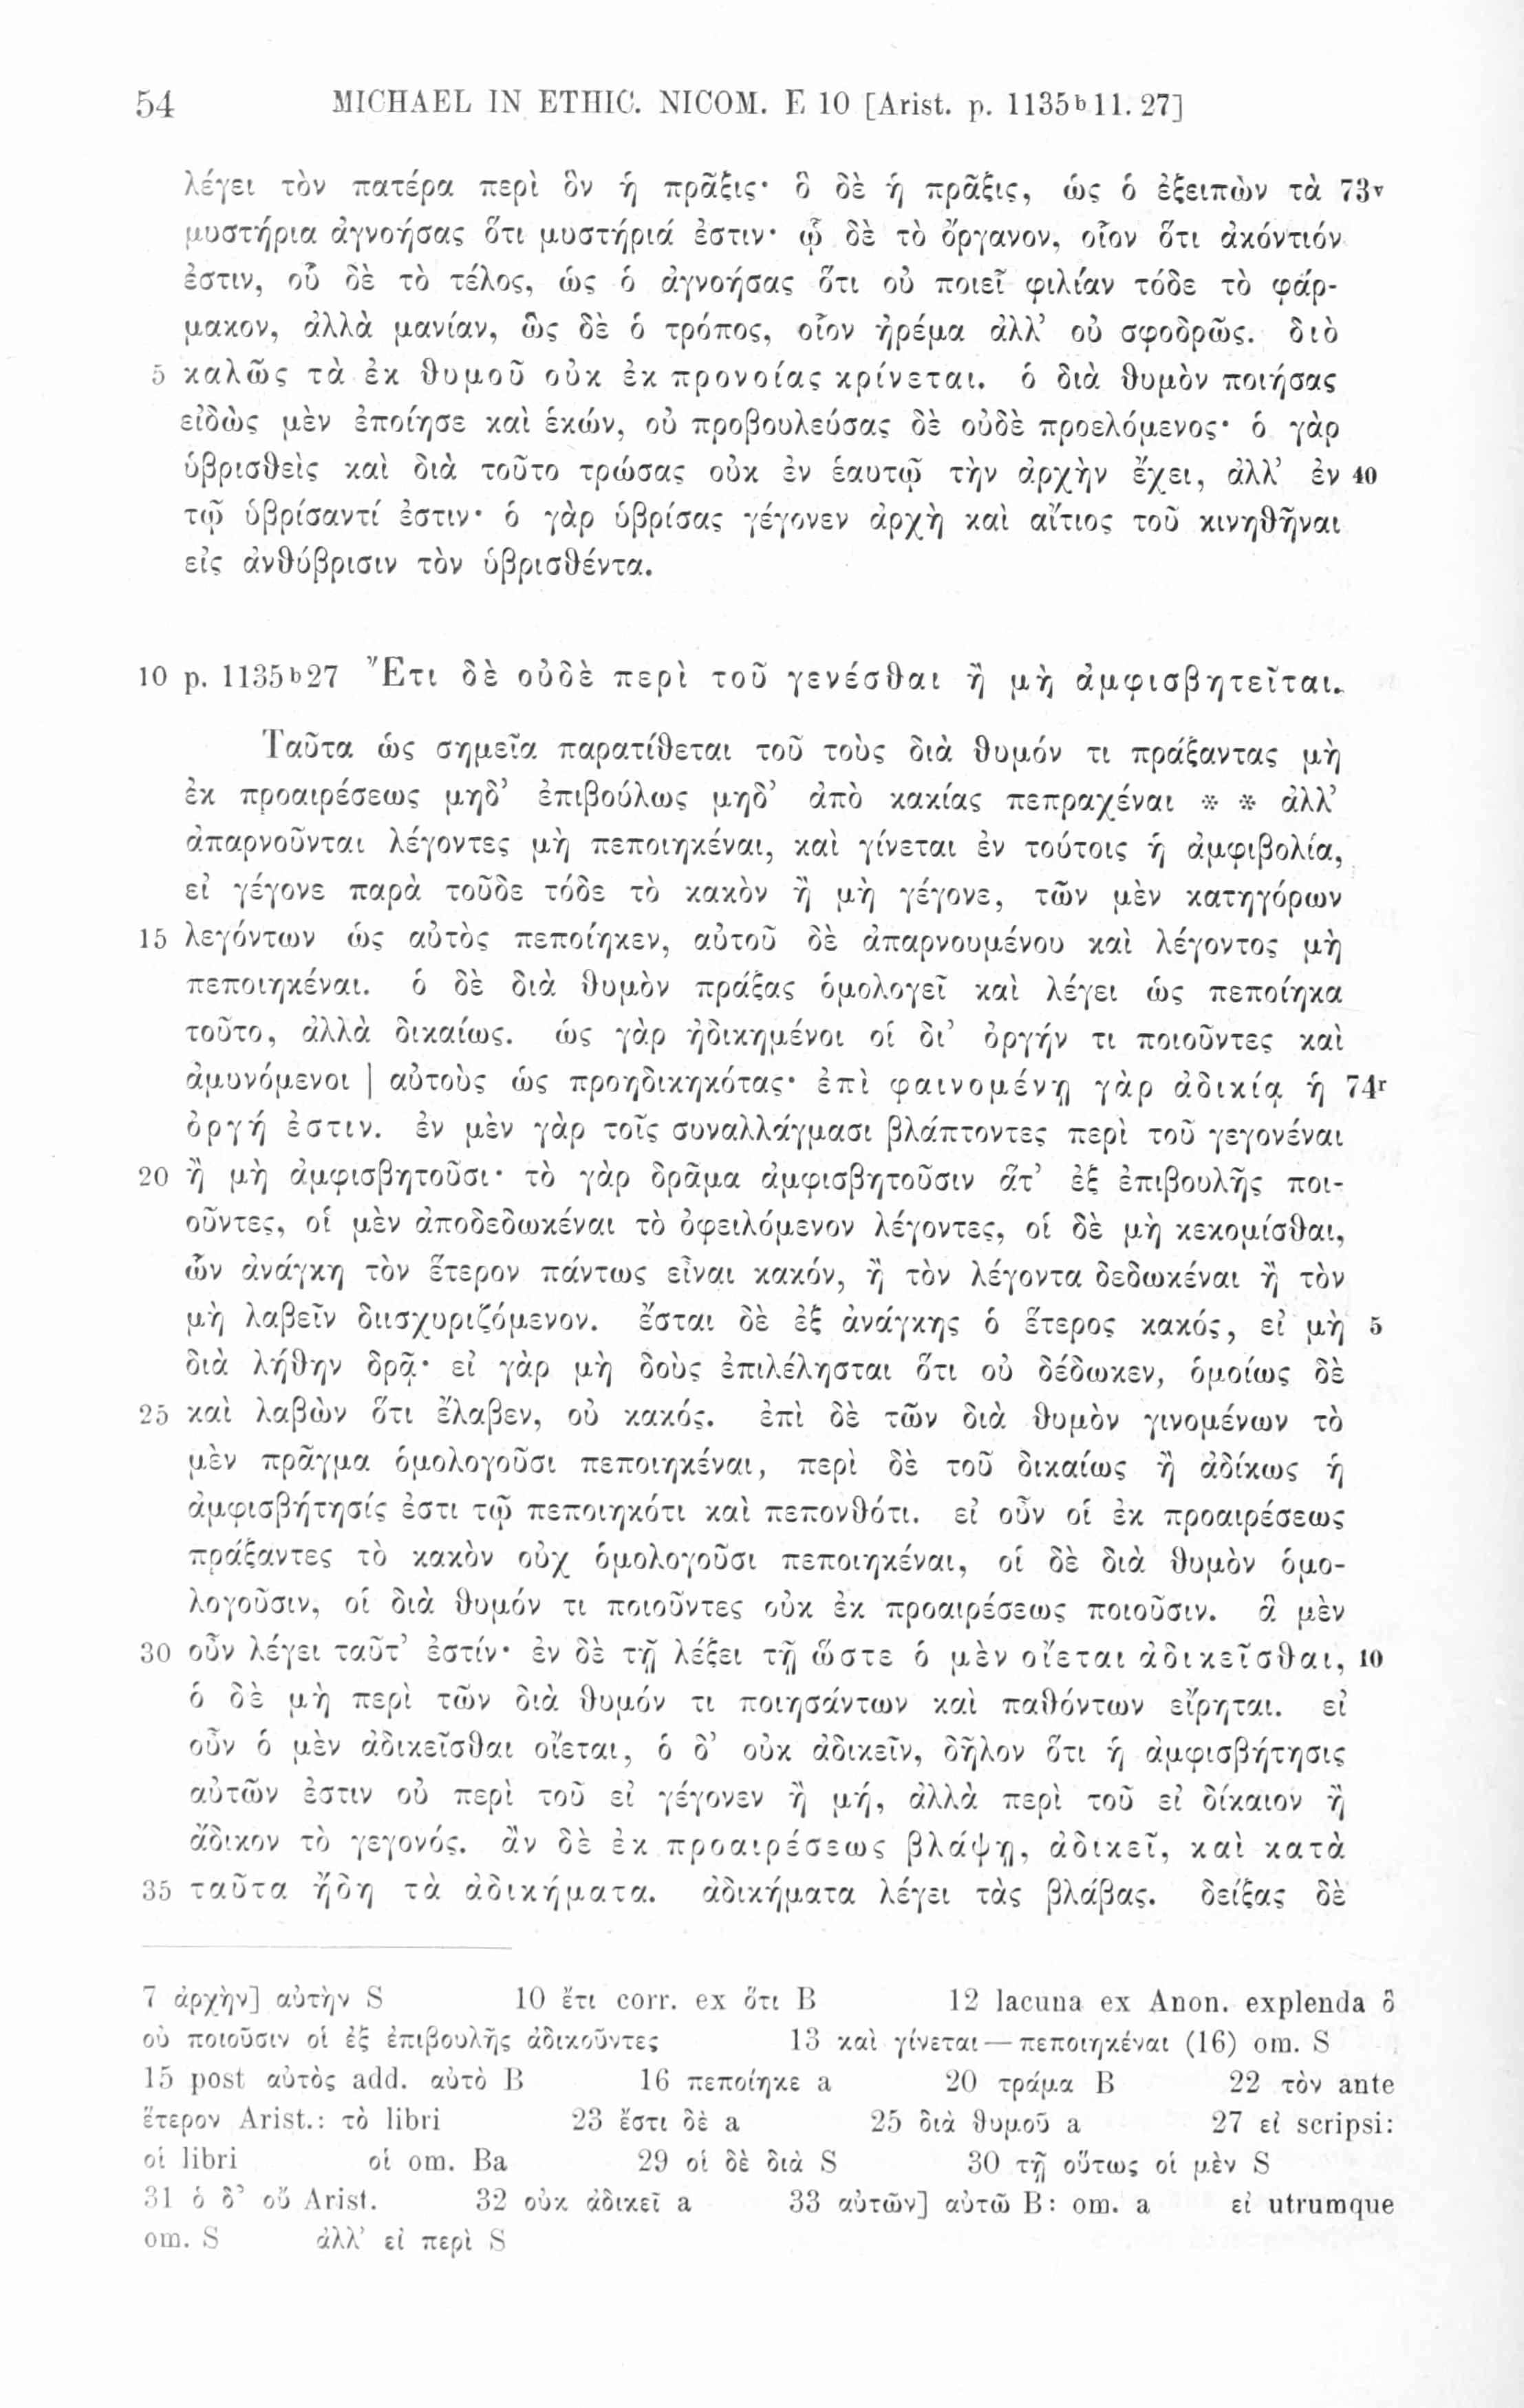 54 MICHAEL IN ETHIC. NICOM. E 10 [Arist. p. 1135ᵇ11. 27]
λέγει τὸν πατέρα περὶ ὃν ἡ πρᾶξις· ὃ δὲ ἡ πρᾶξις, ὡς ὁ ἐξειπὼν τὰ 73ᵛ
μυστήρια ἀγνοήσας ὅτι μυστήριά ἐστιν· ᾧ δὲ τὸ ὄργανον, οἷον ὅτι ἀκόντιόν
ἐστιν, οὗ δὲ τὸ τέλος, ὡς ὁ ἀγνοήσας ὅτι οὐ ποιεῖ φιλίαν τόδε τὸ φάρ-
μακον, ἀλλὰ μανίαν, ὣς δὲ ὁ τρόπος, οἷον ἠρέμα ἀλλ’ οὐ σφοδρῶς. διὸ
5 καλῶς τὰ ἐκ θυμοῦ οὐκ ἐκ προνοίας κρίνεται. ὁ διὰ θυμὸν ποιήσας
εἰδὼς μὲν ἐποίησε καὶ ἑκών, οὐ προβουλεύσας δὲ οὐδὲ προελόμενος· ὁ γὰρ
ὑβρισθεὶς καὶ διὰ τοῦτο τρώσας οὐκ ἐν ἑαυτῷ τὴν ἀρχὴν ἔχει, ἀλλ’ ἐν 40
τῷ ὑβρίσαντί ἐστιν· ὁ γὰρ ὑβρίσας γέγονεν ἀρχὴ καὶ αἴτιος τοῦ κινηθῆναι
εἰς ἀνθύβρισιν τὸν ὑβρισθέντα.
10 p. 1135ᵇ27 Ἔτι δὲ οὐδὲ περὶ τοῦ γενέσθαι ἢ μὴ ἀμφισβητεῖται.
Ταῦτα ὡς σημεῖα παρατίθεται τοῦ τοὺς διὰ θυμόν τι πράξαντας μὴ
ἐκ προαιρέσεως μηδ’ ἐπιβούλως μηδ’ ἀπὸ κακίας πεπραχέναι * * ἀλλ’
ἀπαρνοῦνται λέγοντες μὴ πεποιηκέναι, καὶ γίνεται ἐν τούτοις ἡ ἀμφιβολία,
εἰ γέγονε παρὰ τοῦδε τόδε τὸ κακὸν ἢ μὴ γέγονε, τῶν μὲν κατηγόρων
15 λεγόντων ὡς αὐτὸς πεποίηκεν, αὐτοῦ δὲ ἀπαρνουμένου καὶ λέγοντος μὴ
πεποιηκέναι. ὁ δὲ διὰ θυμὸν πράξας ὁμολογεῖ καὶ λέγει ὡς πεποίηκα
τοῦτο, ἀλλὰ δικαίως. ὡς γὰρ ἠδικημένοι οἱ δι’ ὀργήν τι ποιοῦντες καὶ
ἀμυνόμενοι | αὐτοὺς ὡς προηδικηκότας· ἐπὶ φαινομένῃ γὰρ ἀδικίᾳ ἡ 74ʳ
ὀργή ἐστιν. ἐν μὲν γὰρ τοῖς συναλλάγμασι βλάπτοντες περὶ τοῦ γεγονέναι
20 ἢ μὴ ἀμφισβητοῦσι· τὸ γὰρ δρᾶμα ἀμφισβητοῦσιν ἅτ’ ἐξ ἐπιβουλῆς ποι-
οῦντες, οἱ μὲν ἀποδεδωκέναι τὸ ὀφειλόμενον λέγοντες, οἱ δὲ μὴ κεκομίσθαι,
ὧν ἀνάγκη τὸν ἕτερον πάντως εἶναι κακόν, ἢ τὸν λέγοντα δεδωκέναι ἢ τὸν
μὴ λαβεῖν διισχυριζόμενον. ἔσται δὲ ἐξ ἀνάγκης ὁ ἕτερος κακός, εἰ μὴ 5
διὰ λήθην δρᾷ· εἰ γὰρ μὴ δοὺς ἐπιλέλησται ὅτι οὐ δέδωκεν, ὁμοίως δὲ
25 καὶ λαβὼν ὅτι ἔλαβεν, οὐ κακός. ἐπὶ δὲ τῶν διὰ θυμὸν γινομένων τὸ
μὲν πρᾶγμα ὁμολογοῦσι πεποιηκέναι, περὶ δὲ τοῦ δικαίως ἢ ἀδίκως ἡ
ἀμφισβήτησίς ἐστι τῷ πεποιηκότι καὶ πεπονθότι. εἰ οὖν οἱ ἐκ προαιρέσεως
πράξαντες τὸ κακὸν οὐχ ὁμολογοῦσι πεποιηκέναι, οἱ δὲ διὰ θυμὸν ὁμο-
λογοῦσιν, οἱ διὰ θυμόν τι ποιοῦντες οὐκ ἐκ προαιρέσεως ποιοῦσιν. ἃ μὲν
30 οὖν λέγει ταῦτ’ ἐστίν· ἐν δὲ τῇ λέξει τῇ ὥστε ὁ μὲν οἴεται ἀδικεῖσθαι, 10
ὁ δὲ μὴ περὶ τῶν διὰ θυμόν τι ποιησάντων καὶ παθόντων εἴρηται. εἰ
οὖν ὁ μὲν ἀδικεῖσθαι οἴεται, ὁ δ’ οὐκ ἀδικεῖν, δῆλον ὅτι ἡ ἀμφισβήτησις
αὐτῶν ἐστιν οὐ περὶ τοῦ εἰ γέγονεν ἢ μή, ἀλλὰ περὶ τοῦ εἰ δίκαιον ἢ
ἄδικον τὸ γεγονός. ἂν δὲ ἐκ προαιρέσεως βλάψῃ, ἀδικεῖ, καὶ κατὰ
35 ταῦτα ἤδη τὰ ἀδικήματα. ἀδικήματα λέγει τὰς βλάβας. δείξας δὲ
7 ἀρχὴν] αὐτὴν S 10 ἔτι corr. ex ὅτι B 12 lacuna ex Anon. explenda ὃ
οὐ ποιοῦσιν οἱ ἐξ ἐπιβουλῆς ἀδικοῦντες 13 καὶ γίνεται — πεποιηκέναι (16) om. S
15 post αὐτὸς add. αὐτὸ B 16 πεποίηκε a 20 τράμα B 22 τὸν ante
ἕτερον Arist.: τὸ libri 23 ἔστι δὲ a 25 διὰ θυμοῦ a 27 εἰ scripsi:
οἱ libri οἱ om. Ba 29 οἱ δὲ διὰ S 30 τῇ οὕτως οἱ μὲν S
31 ὁ δ’ οὔ Arist. 32 οὐκ ἀδικεῖ a 33 αὐτῶν] αὐτῶ B: om. a εἰ utrumque
om. S ἀλλ’ εἰ περὶ S